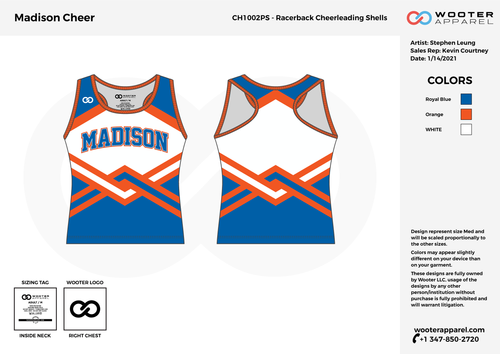 Madison Cheer
CH1002PS - Racerback Cheerleading Shells
WOOTER
APPAREL
Artist: Stephen Leung
Sales Rep: Kevin Courtney
Date: 1/14/2021
COLORS
Royal Blue
Orange
WHITE
WOOTER
ADULT / M
MADISON
Design represent size Med and
will be scaled proportionally to
the other sizes.
Colors may appear slightly
different on your device than
on your garment.
These designs are fully owned
by Wooter LLC, usage of the
designs by any other
person/institution without
purchase is fully prohibited and
will warrant litigation.
SIZING TAG
WOOTER LOGO
WOOTER
ADULT / M
INSIDE NECK
RIGHT CHEST
wooterapparel.com
+1 347-850-2720